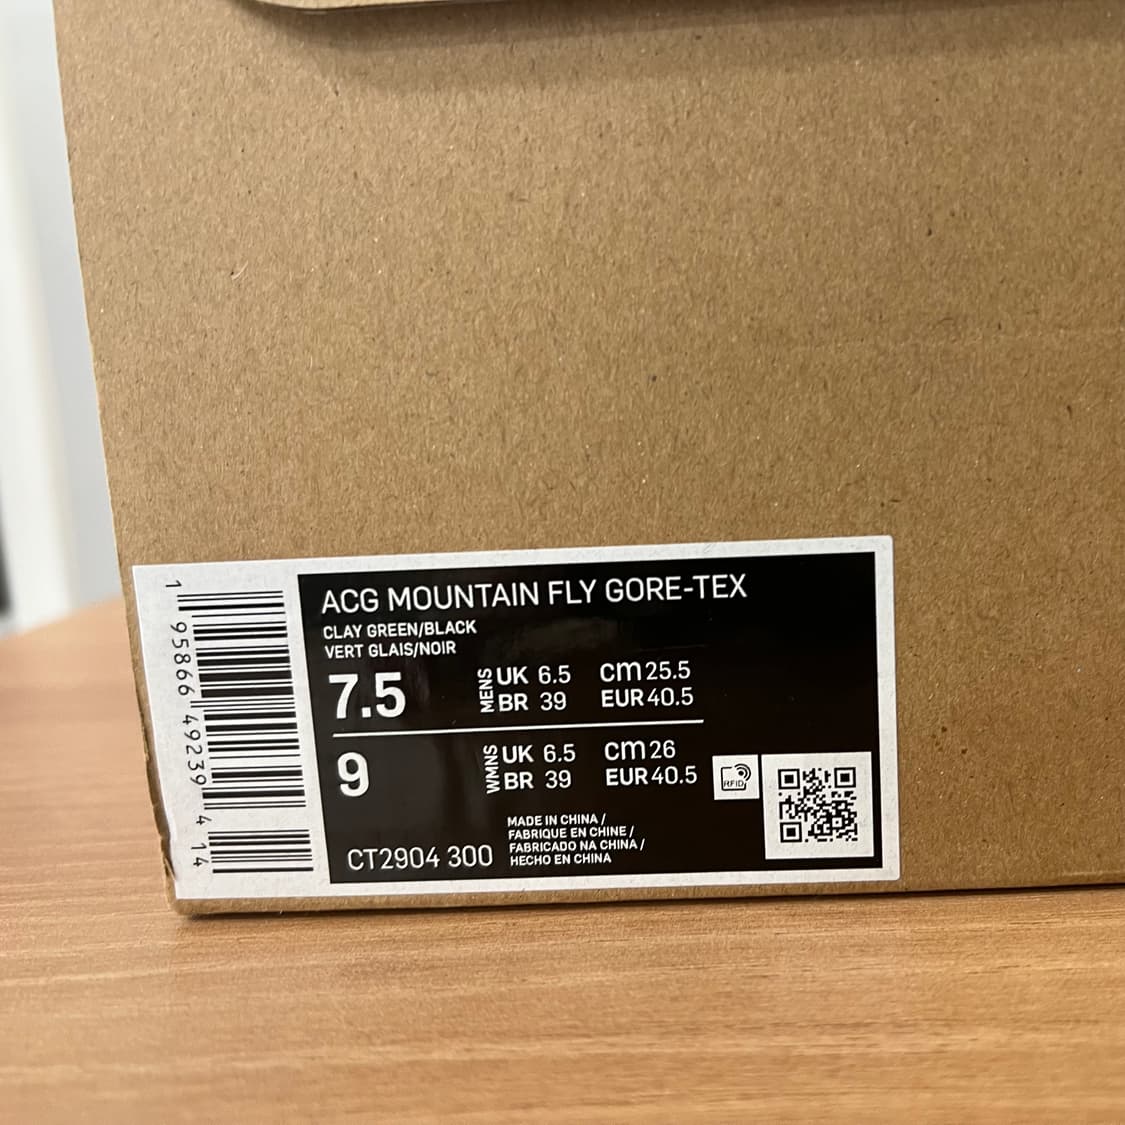 ACG MOUNTAIN FLY GORE-TEX
CLAY GREEN/BLACK
VERT GLAIS/NOIR
7.5 MENS UK 6.5 cm 25.5
BR 39 EUR 40.5
9 WMNS UK 6.5 cm 26
BR 39 EUR 40.5
RFID
MADE IN CHINA /
FABRIQUE EN CHINE /
FABRICADO NA CHINA /
HECHO EN CHINA
CT2904 300
1 95866 49239 4 14